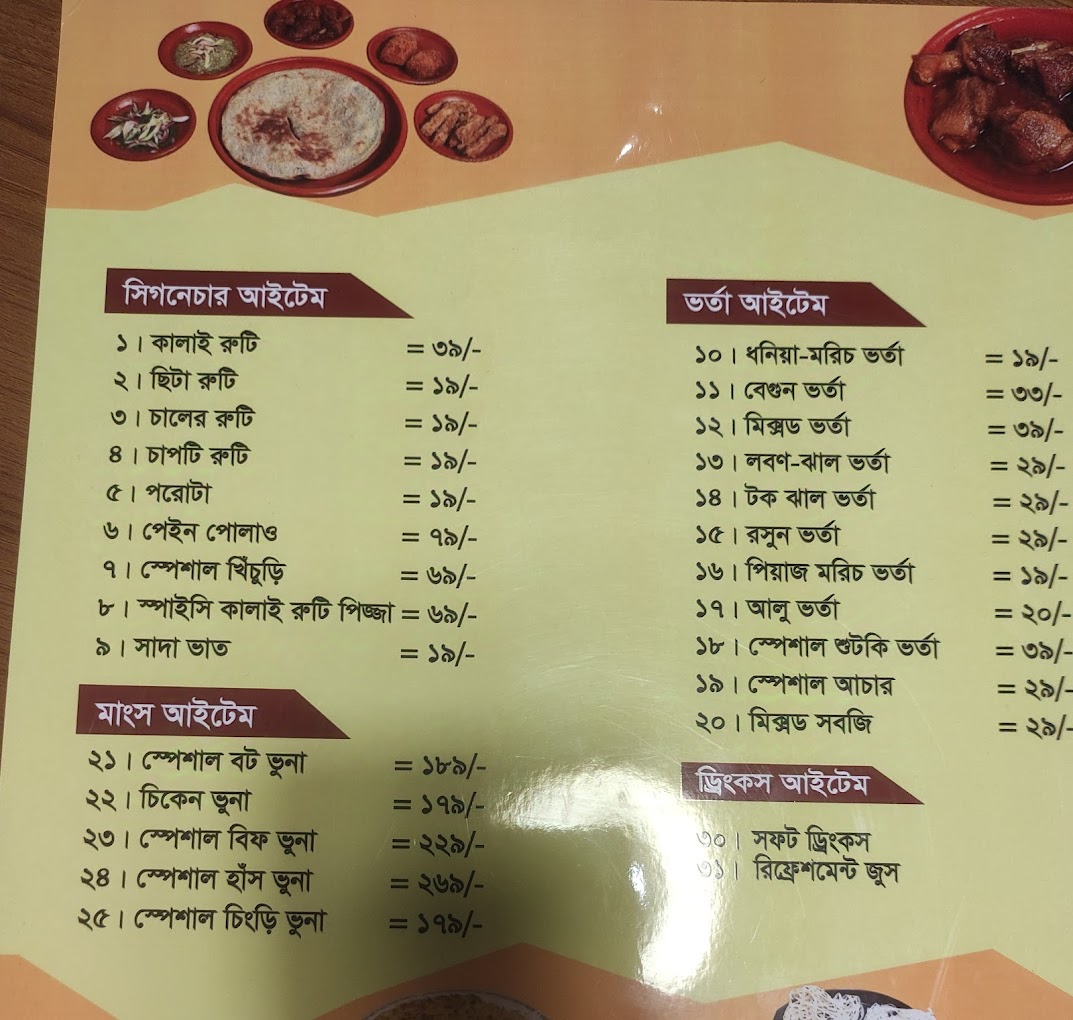 সিগনেচার আইটেম
১। কালাই রুটি = ৩৯/-
২। ছিটা রুটি = ১৯/-
৩। চালের রুটি = ১৯/-
৪। চাপটি রুটি = ১৯/-
৫। পরোটা = ১৯/-
৬। পেইন পোলাও = ৭৯/-
৭। স্পেশাল খিঁচুড়ি = ৬৯/-
৮। স্পাইসি কালাই রুটি পিজ্জা = ৬৯/-
৯। সাদা ভাত = ১৯/-
মাংস আইটেম
২১। স্পেশাল বট ভুনা = ১৮৯/-
২২। চিকেন ভুনা = ১৭৯/-
২৩। স্পেশাল বিফ ভুনা = ২২৯/-
২৪। স্পেশাল হাঁস ভুনা = ২৬৯/-
২৫। স্পেশাল চিংড়ি ভুনা = ১৭৯/-
ভর্তা আইটেম
১০। ধনিয়া-মরিচ ভর্তা = ১৯/-
১১। বেগুন ভর্তা = ৩৩/-
১২। মিক্সড ভর্তা = ৩৯/-
১৩। লবণ-ঝাল ভর্তা = ২৯/-
১৪। টক ঝাল ভর্তা = ২৯/-
১৫। রসুন ভর্তা = ২৯/-
১৬। পিয়াজ মরিচ ভর্তা = ১৯/-
১৭। আলু ভর্তা = ২০/-
১৮। স্পেশাল শুটকি ভর্তা = ৩৯/-
১৯। স্পেশাল আচার = ২৯/-
২০। মিক্সড সবজি = ২৯/-
ড্রিংকস আইটেম
৩০। সফট ড্রিংকস
৩১। রিফ্রেশমেন্ট জুস